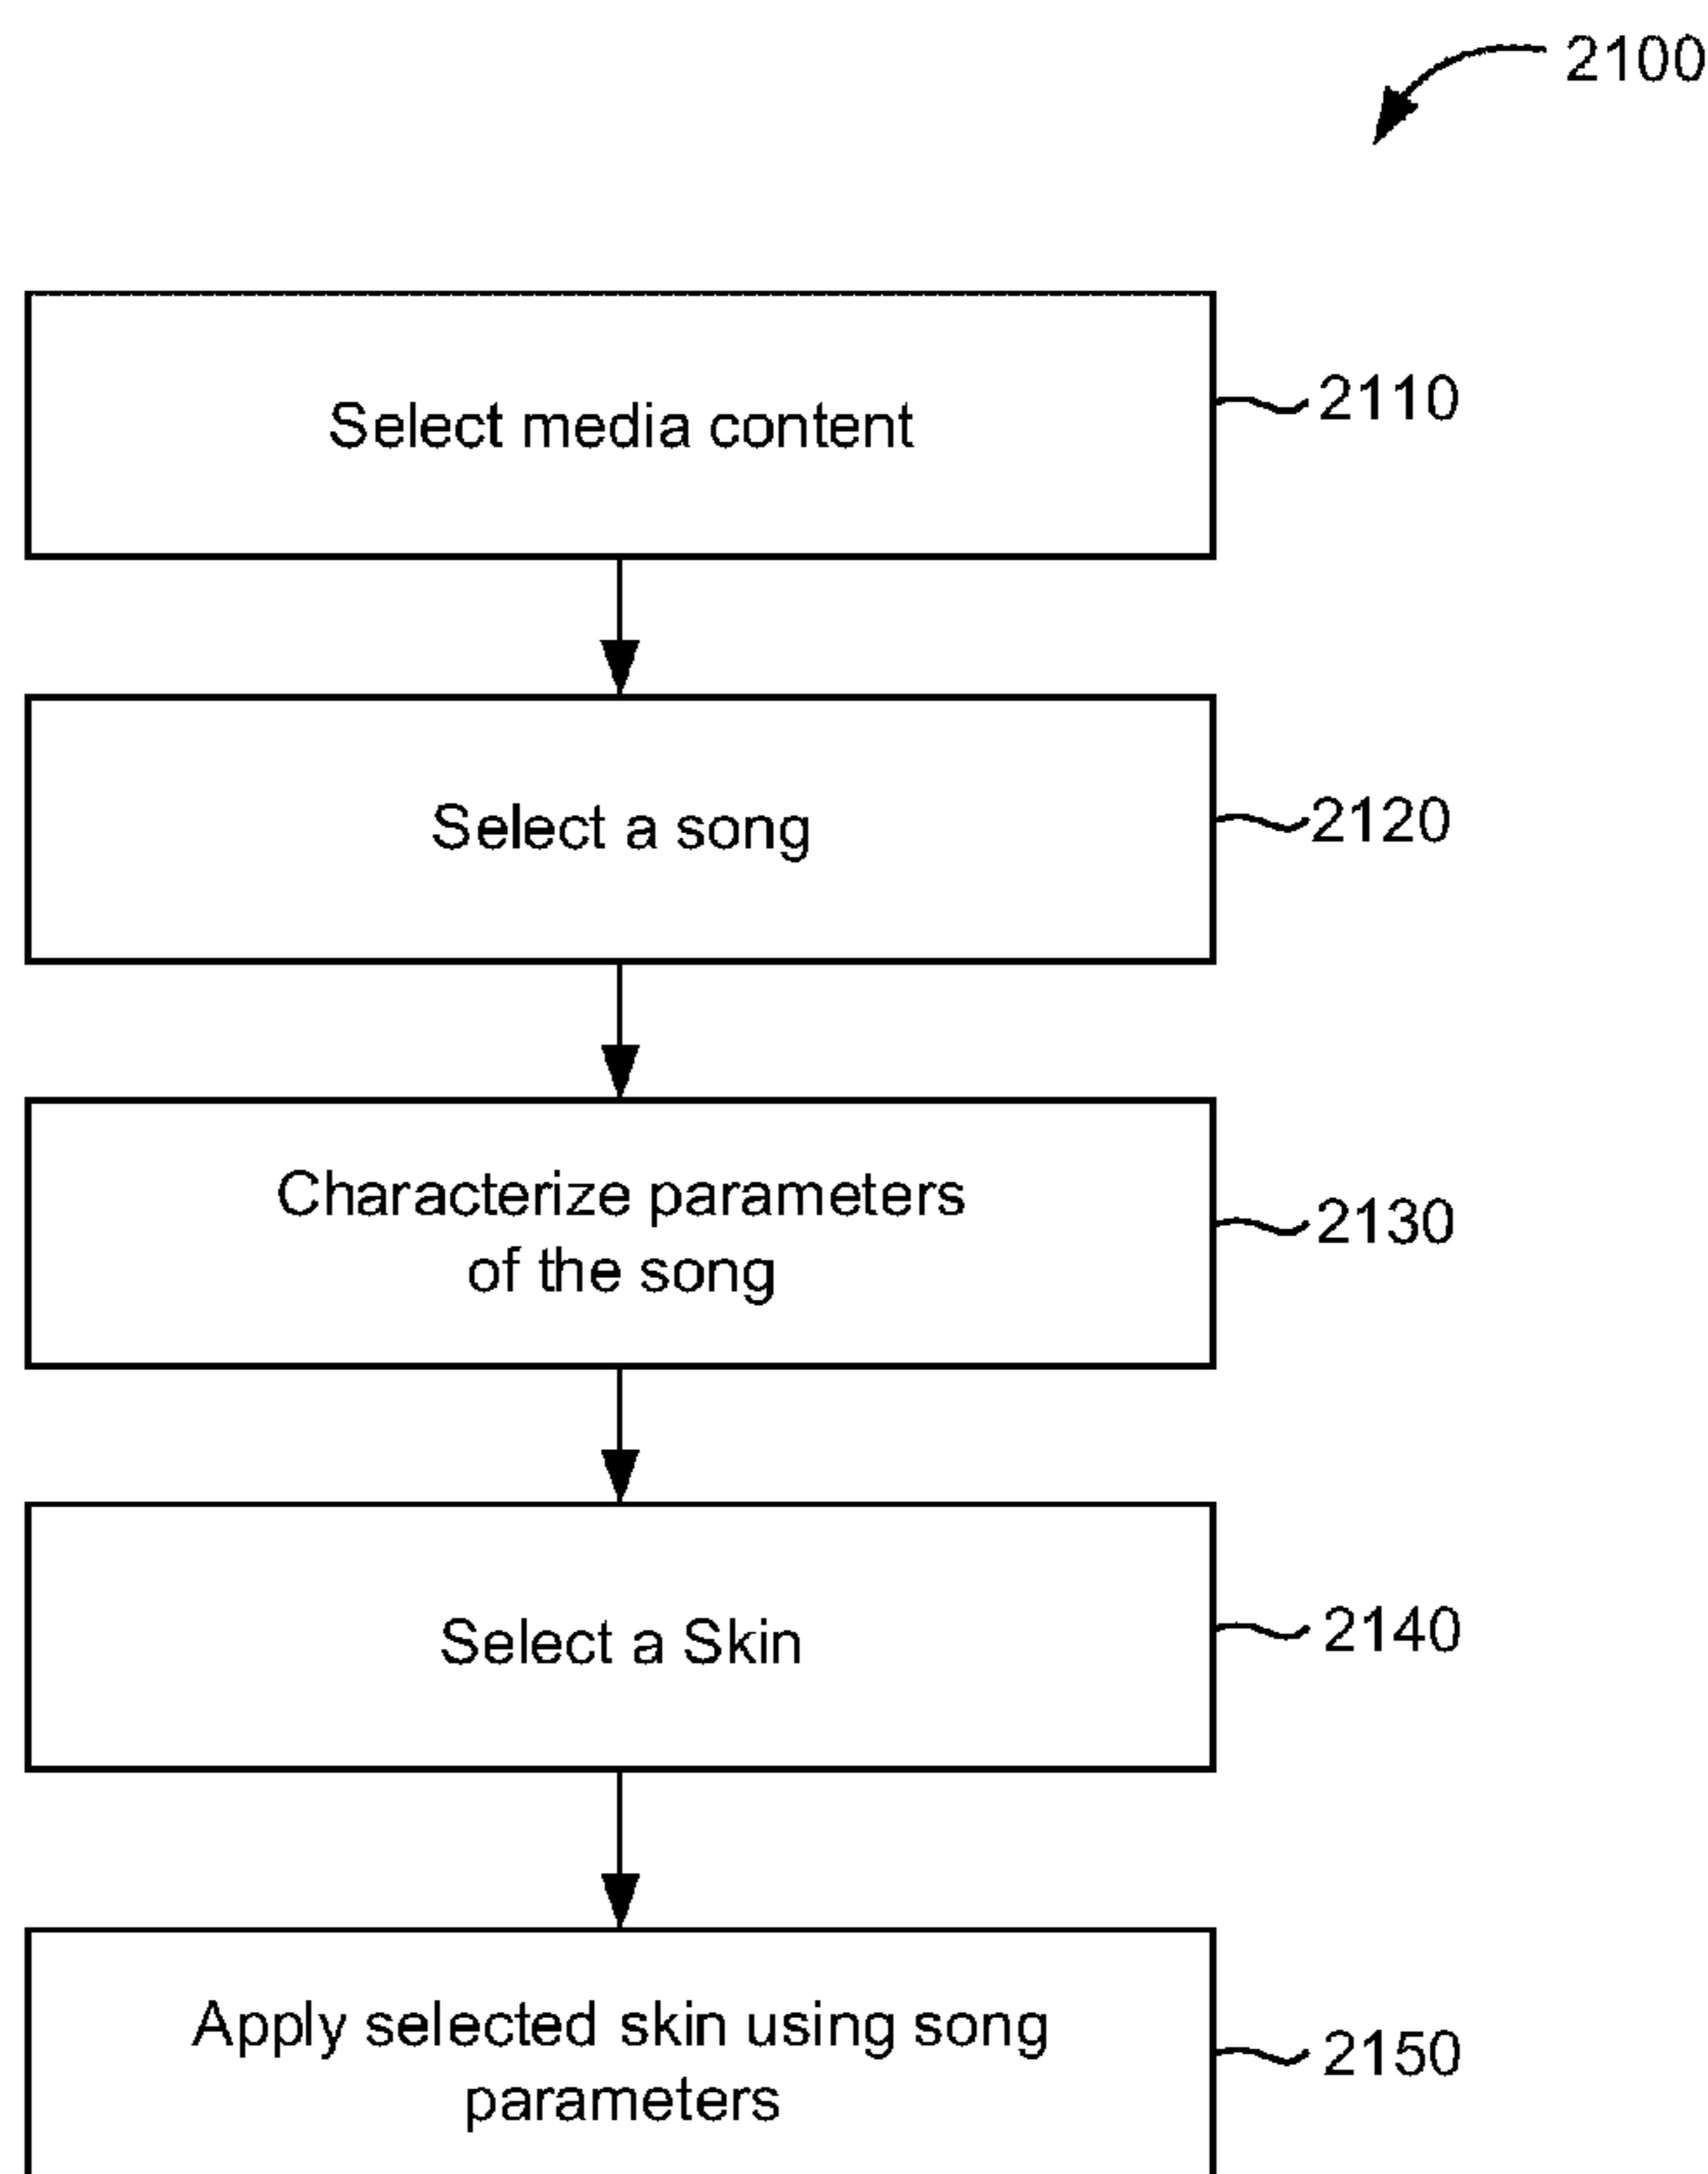 2100
Select media content
2110
Select a song
2120
Characterize parameters
of the song
2130
Select a Skin
2140
Apply selected skin using song
parameters
2150